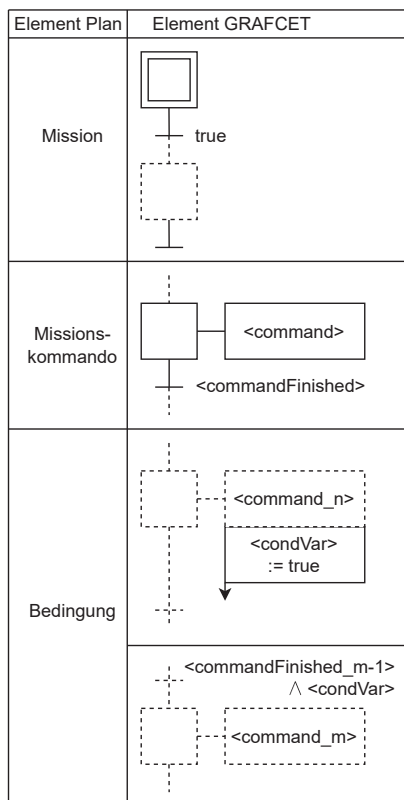 Element Plan
Element GRAFCET
Mission
true
Missions-
kommando
<command>
<commandFinished>
Bedingung
<command_n>
<condVar>
:= true
<commandFinished_m-1>
∧ <condVar>
<command_m>